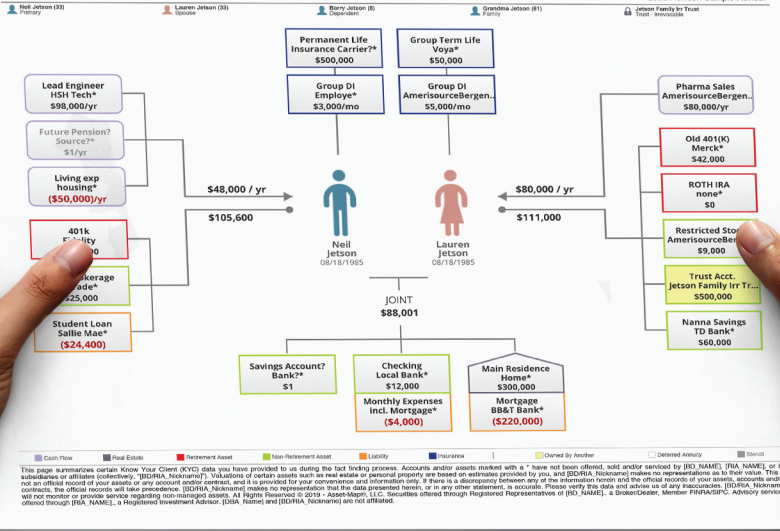 Neil Jetson (33)
Primary
Lauren Jetson (33)
Spouse
Barry Jetson (6)
Dependent
Grandma Jetson (61)
Family
Jetson Family Irr Trust
Trust - Irrevocable
Permanent Life
Insurance Carrier?*
$500,000
Group Term Life
Voya*
$50,000
Group DI
Employe*
$3,000/mo
Group DI
AmerisourceBergen..
$5,000/mo
Lead Engineer
HSH Tech*
$98,000/yr
Future Pension?
Source?*
$1/yr
Living exp
housing*
($50,000)/yr
401k
$25,000
Student Loan
Sallie Mae*
($24,400)
$48,000 / yr
$105,600
$80,000 / yr
$111,000
Neil
Jetson
08/18/1985
Lauren
Jetson
08/18/1985
Pharma Sales
AmerisourceBergen..
$80,000/yr
Old 401(K)
Merck*
$42,000
ROTH IRA
none*
$0
Restricted
$9,000
Trust Acct.
Jetson Family Irr Tr...
$500,000
Nanna Savings
TD Bank*
$60,000
JOINT
$88,001
Savings Account?
Bank?*
$1
Checking
Local Bank*
$12,000
Monthly Expenses
incl. Mortgage*
($4,000)
Main Residence
Home*
$300,000
Mortgage
BB&T Bank*
($220,000)
Cash Flow
Real Estate
Retirement Asset
Non-Retirement Asset
Liability
Insurance
Owned By Another
Deferred Annuity
Stencil
This page summarizes certain Know Your Client (KYC) data you have provided to us during the fact finding process. Accounts and/or assets marked with a * have not been offered, sold and/or serviced by [BD_NAME], [RIA_NAME], or
subsidiaries or affiliates (collectively, "[BD/RIA_Nickname]"). Valuations of certain assets such as real estate or personal property are based on estimates provided by you, and [BD/RIA_Nickname] makes no representations as to their value. This
not an official record of your assets or any account and/or contract, and it is provided for your convenience and information only. If there is a discrepancy between any of the information herein and the official records of your assets, accounts
contracts, the official records will take precedence. [BD/RIA_Nickname] makes no representation that the data presented herein, or in any other statement, is accurate. Please verify this data and advise us of any inaccuracies. [BD/RIA_Nickname]
will not monitor or provide service regarding non-managed assets. All Rights Reserved © 2019 - Asset-Map®, LLC. Securities offered through Registered Representatives of [BD_NAME]., a Broker/Dealer, Member FINRA/SIPC. Advisory services
offered through [RIA_NAME]., a Registered Investment Advisor. [DBA_Name] and [BD/RIA_Nickname] are not affiliated.